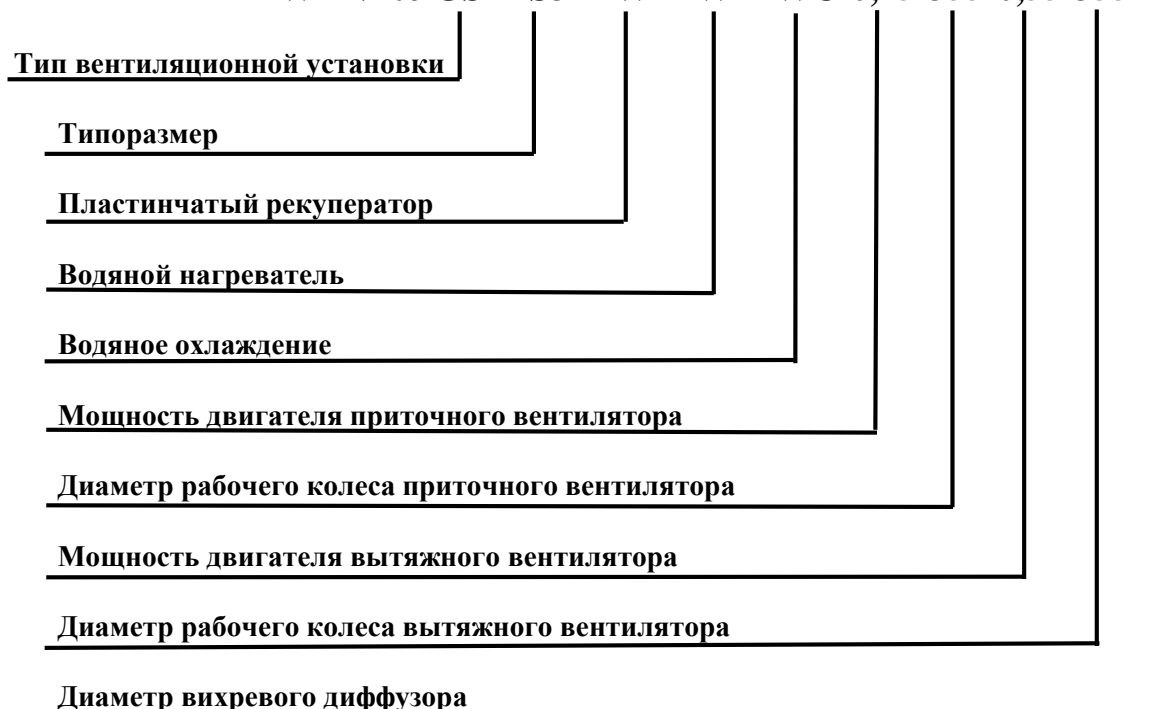 Тип вентиляционной установки
Типоразмер
Пластинчатый рекуператор
Водяной нагреватель
Водяное охлаждение
Мощность двигателя приточного вентилятора
Диаметр рабочего колеса приточного вентилятора
Мощность двигателя вытяжного вентилятора
Диаметр рабочего колеса вытяжного вентилятора
Диаметр вихревого диффузора